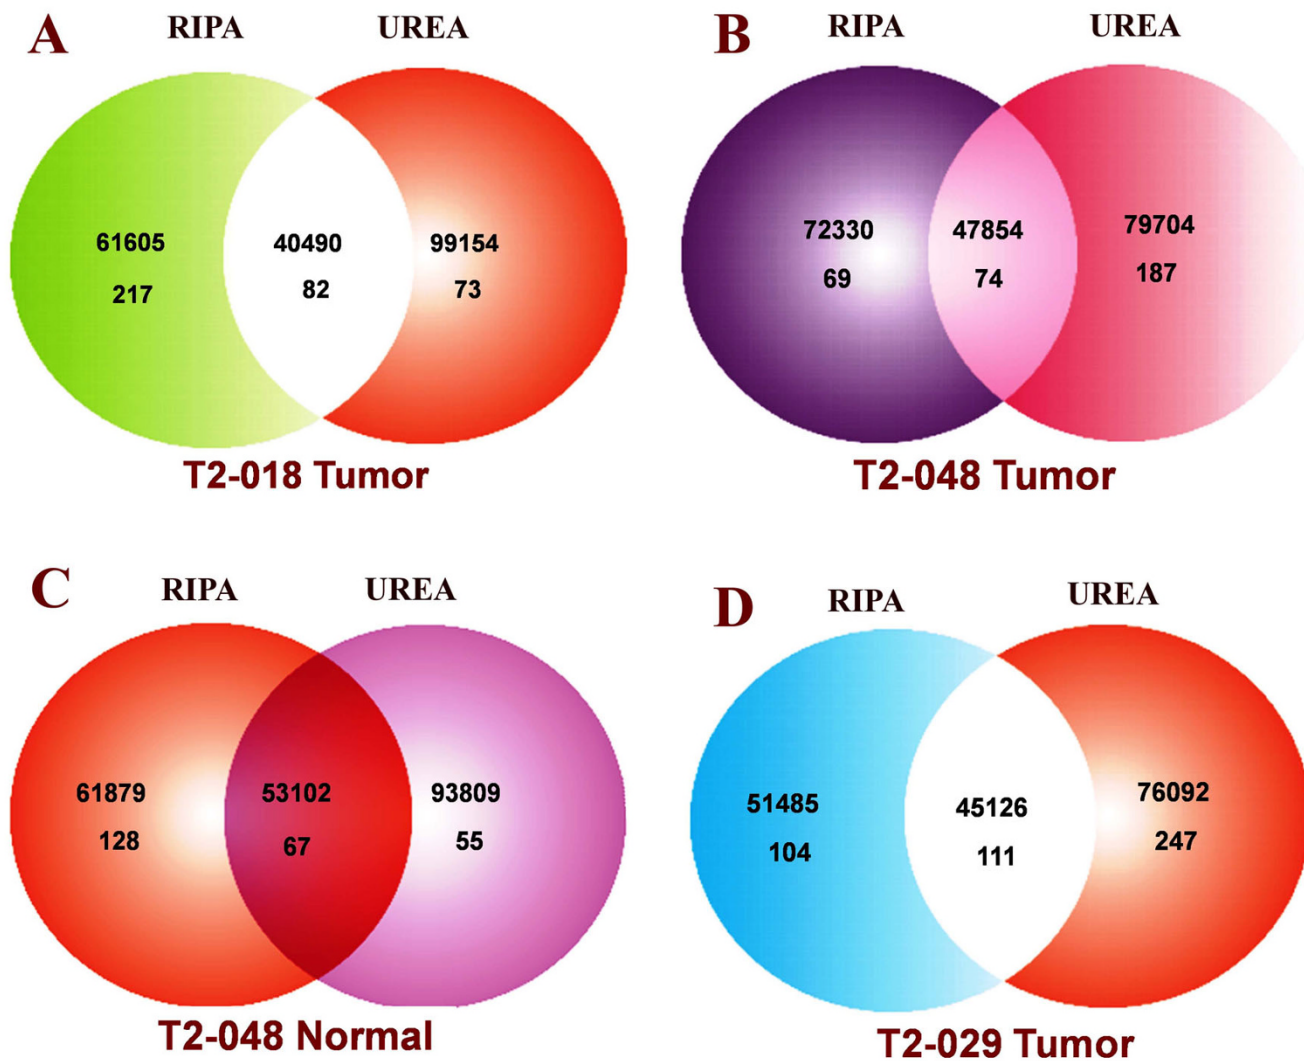 A
RIPA UREA
61605 40490 99154
217 82 73
T2-018 Tumor
B
RIPA UREA
72330 47854 79704
69 74 187
T2-048 Tumor
C
RIPA UREA
61879 53102 93809
128 67 55
T2-048 Normal
D
RIPA UREA
51485 45126 76092
104 111 247
T2-029 Tumor